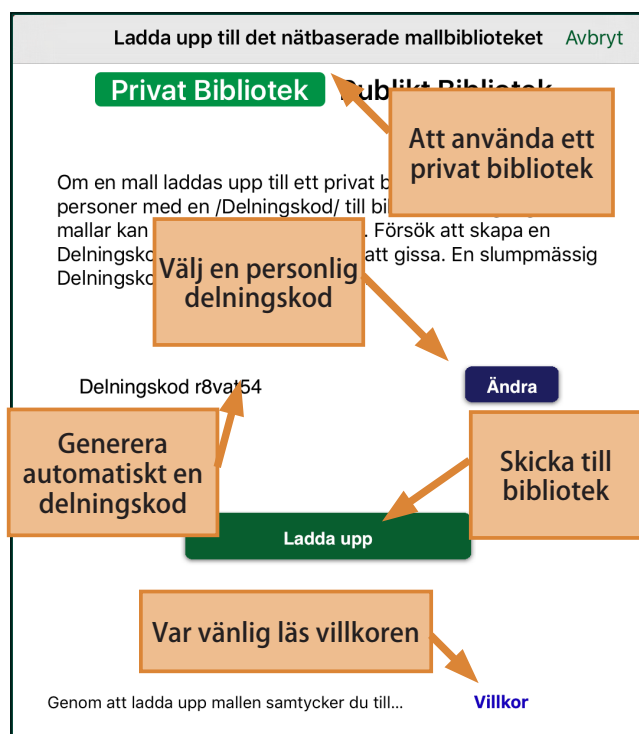 Ladda upp till det nätbaserade mallbiblioteket Avbryt
Privat Bibliotek Publikt Bibliotek
Att använda ett
privat bibliotek
Om en mall laddas upp till ett privat
personer med en /Delningskod/ till
mallar kan . Försök att skapa en
att gissa. En slumpmässig
Välj en personlig
delningskod
Delningskod r8vat54 Ändra
Generera
automatiskt en
delningskod
Skicka till
bibliotek
Ladda upp
Var vänlig läs villkoren
Genom att ladda upp mallen samtycker du till... Villkor